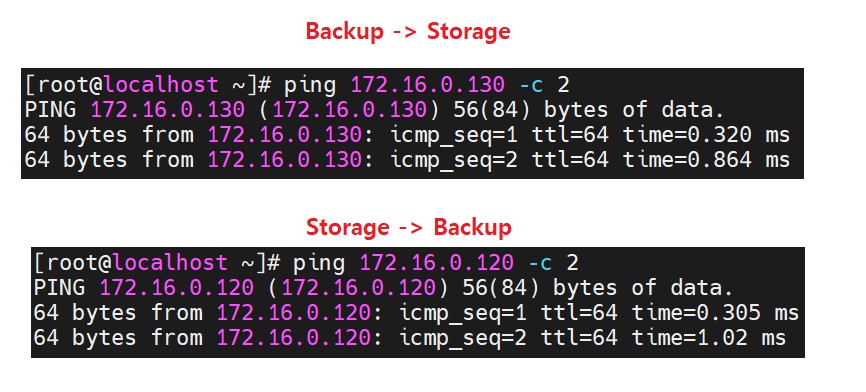 Backup -> Storage
[root@localhost ~]# ping 172.16.0.130 -c 2
PING 172.16.0.130 (172.16.0.130) 56(84) bytes of data.
64 bytes from 172.16.0.130: icmp_seq=1 ttl=64 time=0.320 ms
64 bytes from 172.16.0.130: icmp_seq=2 ttl=64 time=0.864 ms
Storage -> Backup
[root@localhost ~]# ping 172.16.0.120 -c 2
PING 172.16.0.120 (172.16.0.120) 56(84) bytes of data.
64 bytes from 172.16.0.120: icmp_seq=1 ttl=64 time=0.305 ms
64 bytes from 172.16.0.120: icmp_seq=2 ttl=64 time=1.02 ms